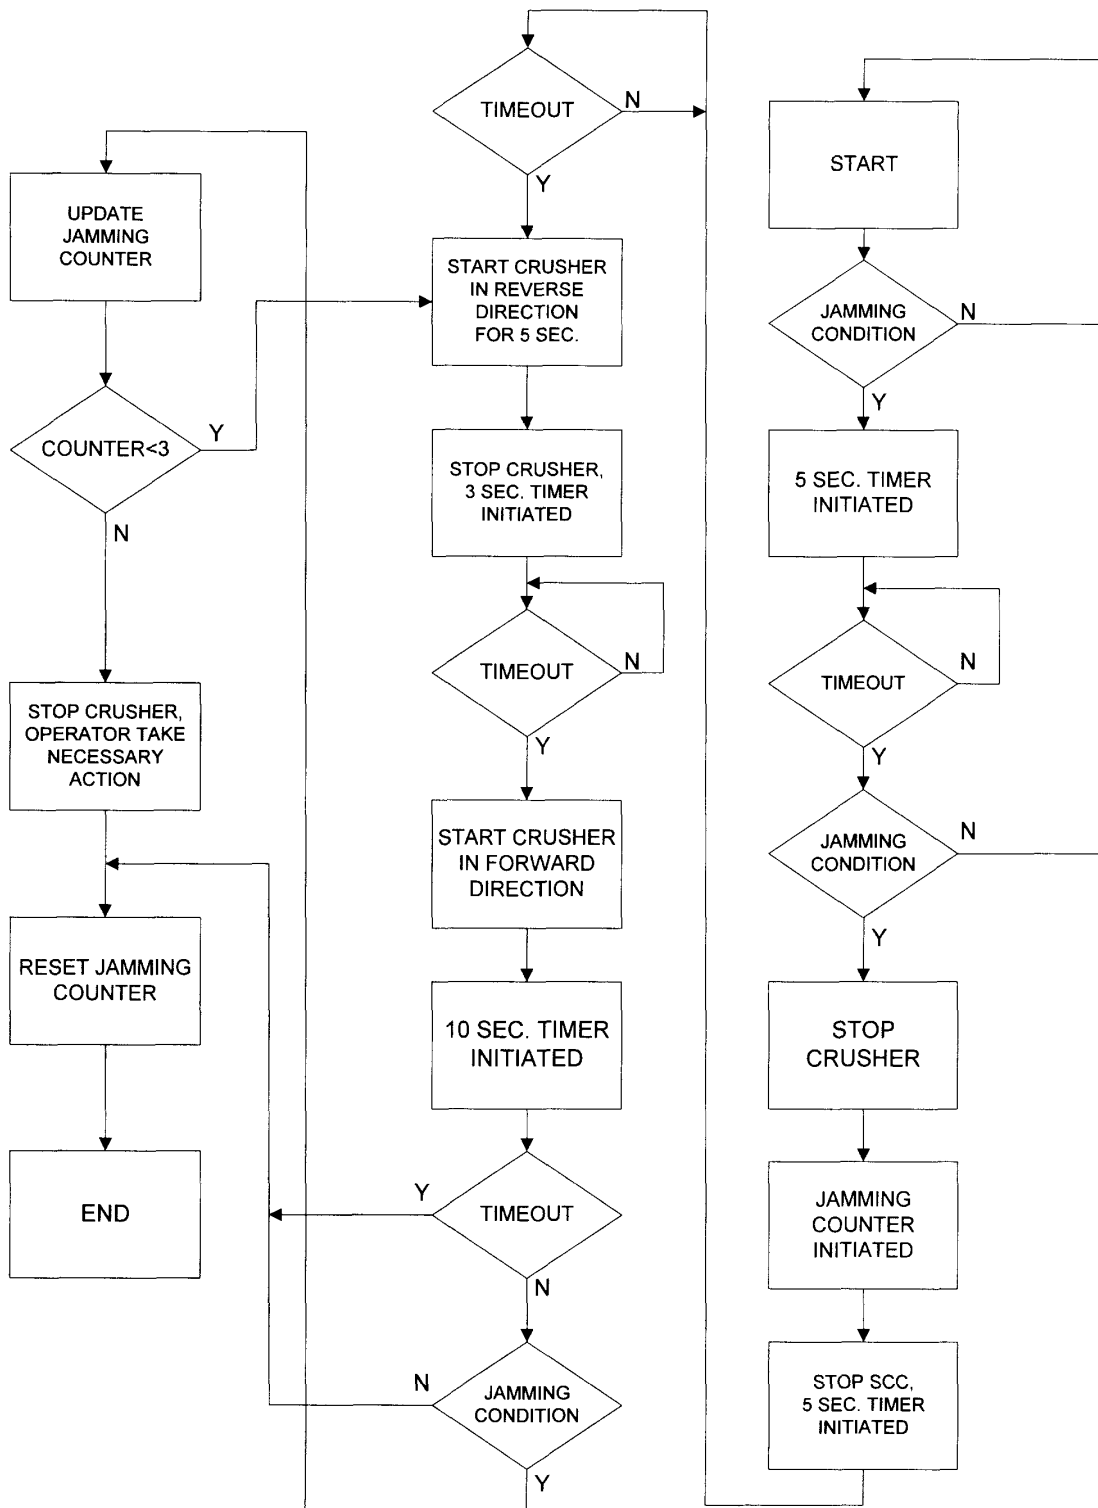 UPDATE
JAMMING
COUNTER
COUNTER<3
Y
N
STOP CRUSHER,
OPERATOR TAKE
NECESSARY
ACTION
RESET JAMMING
COUNTER
END
TIMEOUT
N
Y
START CRUSHER
IN REVERSE
DIRECTION
FOR 5 SEC.
STOP CRUSHER,
3 SEC. TIMER
INITIATED
TIMEOUT
N
Y
START CRUSHER
IN FORWARD
DIRECTION
10 SEC. TIMER
INITIATED
Y
TIMEOUT
N
N
JAMMING
CONDITION
Y
START
JAMMING
CONDITION
N
Y
5 SEC. TIMER
INITIATED
TIMEOUT
N
Y
JAMMING
CONDITION
N
Y
STOP
CRUSHER
JAMMING
COUNTER
INITIATED
STOP SCC,
5 SEC. TIMER
INITIATED